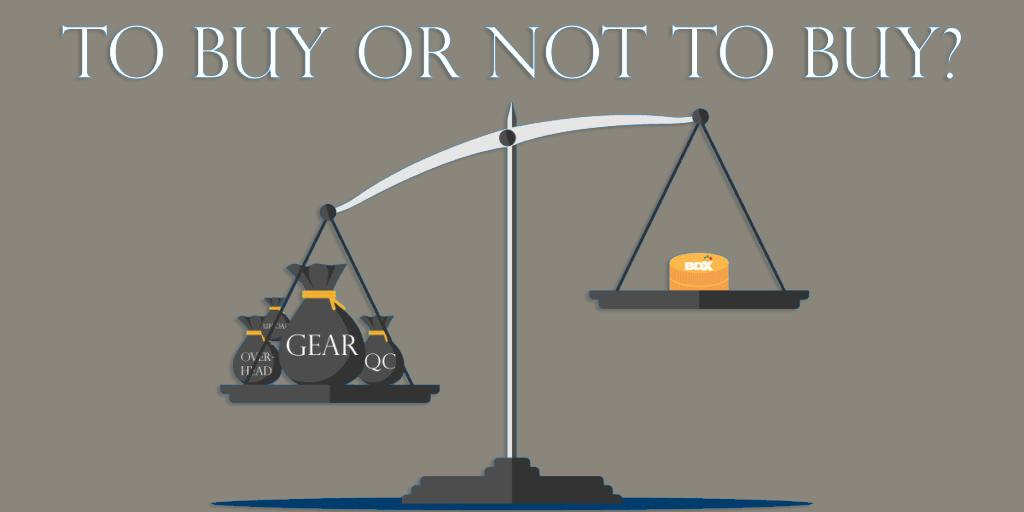 TO BUY OR NOT TO BUY?
BDX
GEAR
QC
OVER-
HEAD